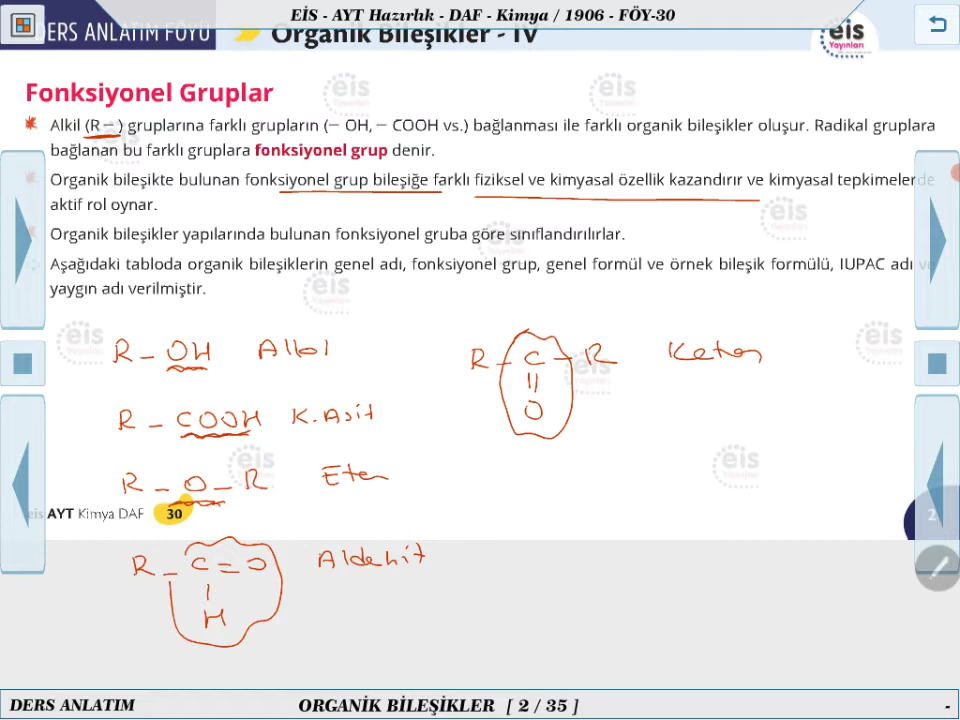 EİS - AYT Hazırlık - DAF - Kimya / 1906 - FÖY-30
DERS ANLATIM FÖYÜ
Organik Bileşikler - IV
eis
Yayınları
Fonksiyonel Gruplar
Alkil (R − ) gruplarına farklı grupların (− OH, − COOH vs.) bağlanması ile farklı organik bileşikler oluşur. Radikal gruplara
bağlanan bu farklı gruplara fonksiyonel grup denir.
Organik bileşikte bulunan fonksiyonel grup bileşiğe farklı fiziksel ve kimyasal özellik kazandırır ve kimyasal tepkimelerde
aktif rol oynar.
Organik bileşikler yapılarında bulunan fonksiyonel gruba göre sınıflandırılırlar.
Aşağıdaki tabloda organik bileşiklerin genel adı, fonksiyonel grup, genel formül ve örnek bileşik formülü, IUPAC adı ve
yaygın adı verilmiştir.
R - OH Alkol
R - C - R Keton
||
O
R - COOH K. Asit
R - O - R Eter
eis AYT Kimya DAF 30
2
R - C = O Aldehit
|
H
DERS ANLATIM
ORGANİK BİLEŞİKLER [ 2 / 35 ]
-